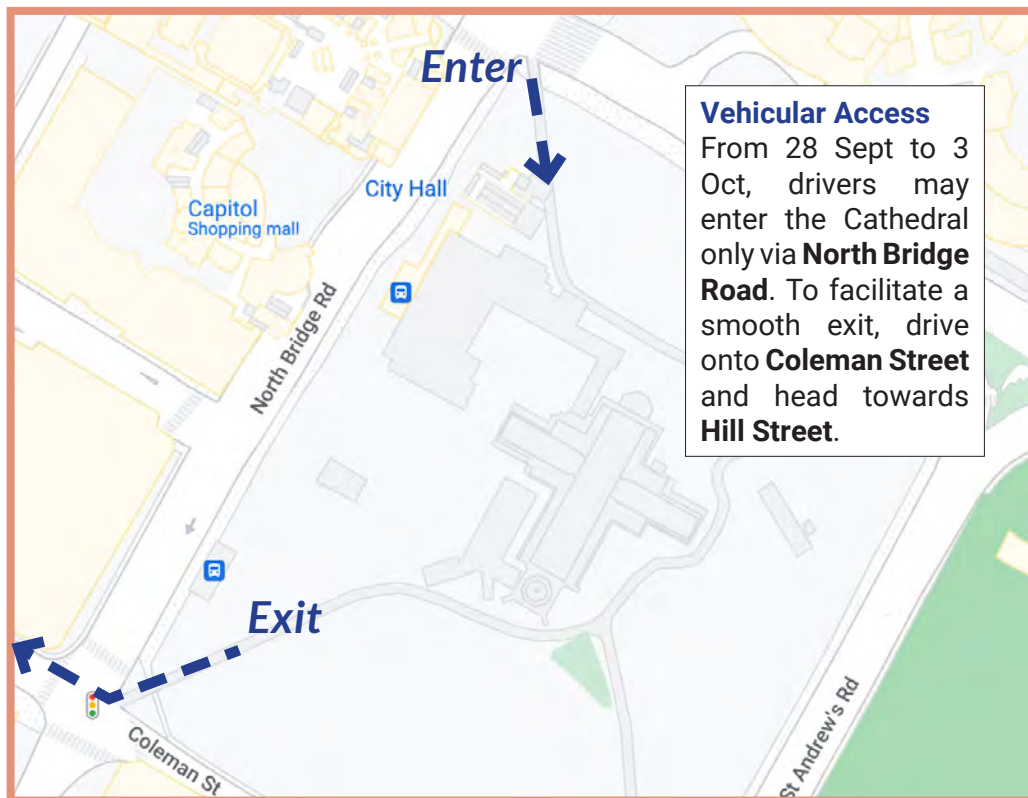 Enter
Vehicular Access
From 28 Sept to 3
Oct, drivers may
enter the Cathedral
only via North Bridge
Road. To facilitate a
smooth exit, drive
onto Coleman Street
and head towards
Hill Street.
City Hall
Capitol
Shopping mall
North Bridge Rd
Exit
Coleman St
St Andrew's Rd